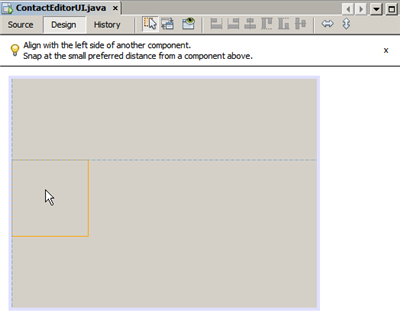 ContactEditorUI.java x
Source Design History
Align with the left side of another component.
Snap at the small preferred distance from a component above.
x